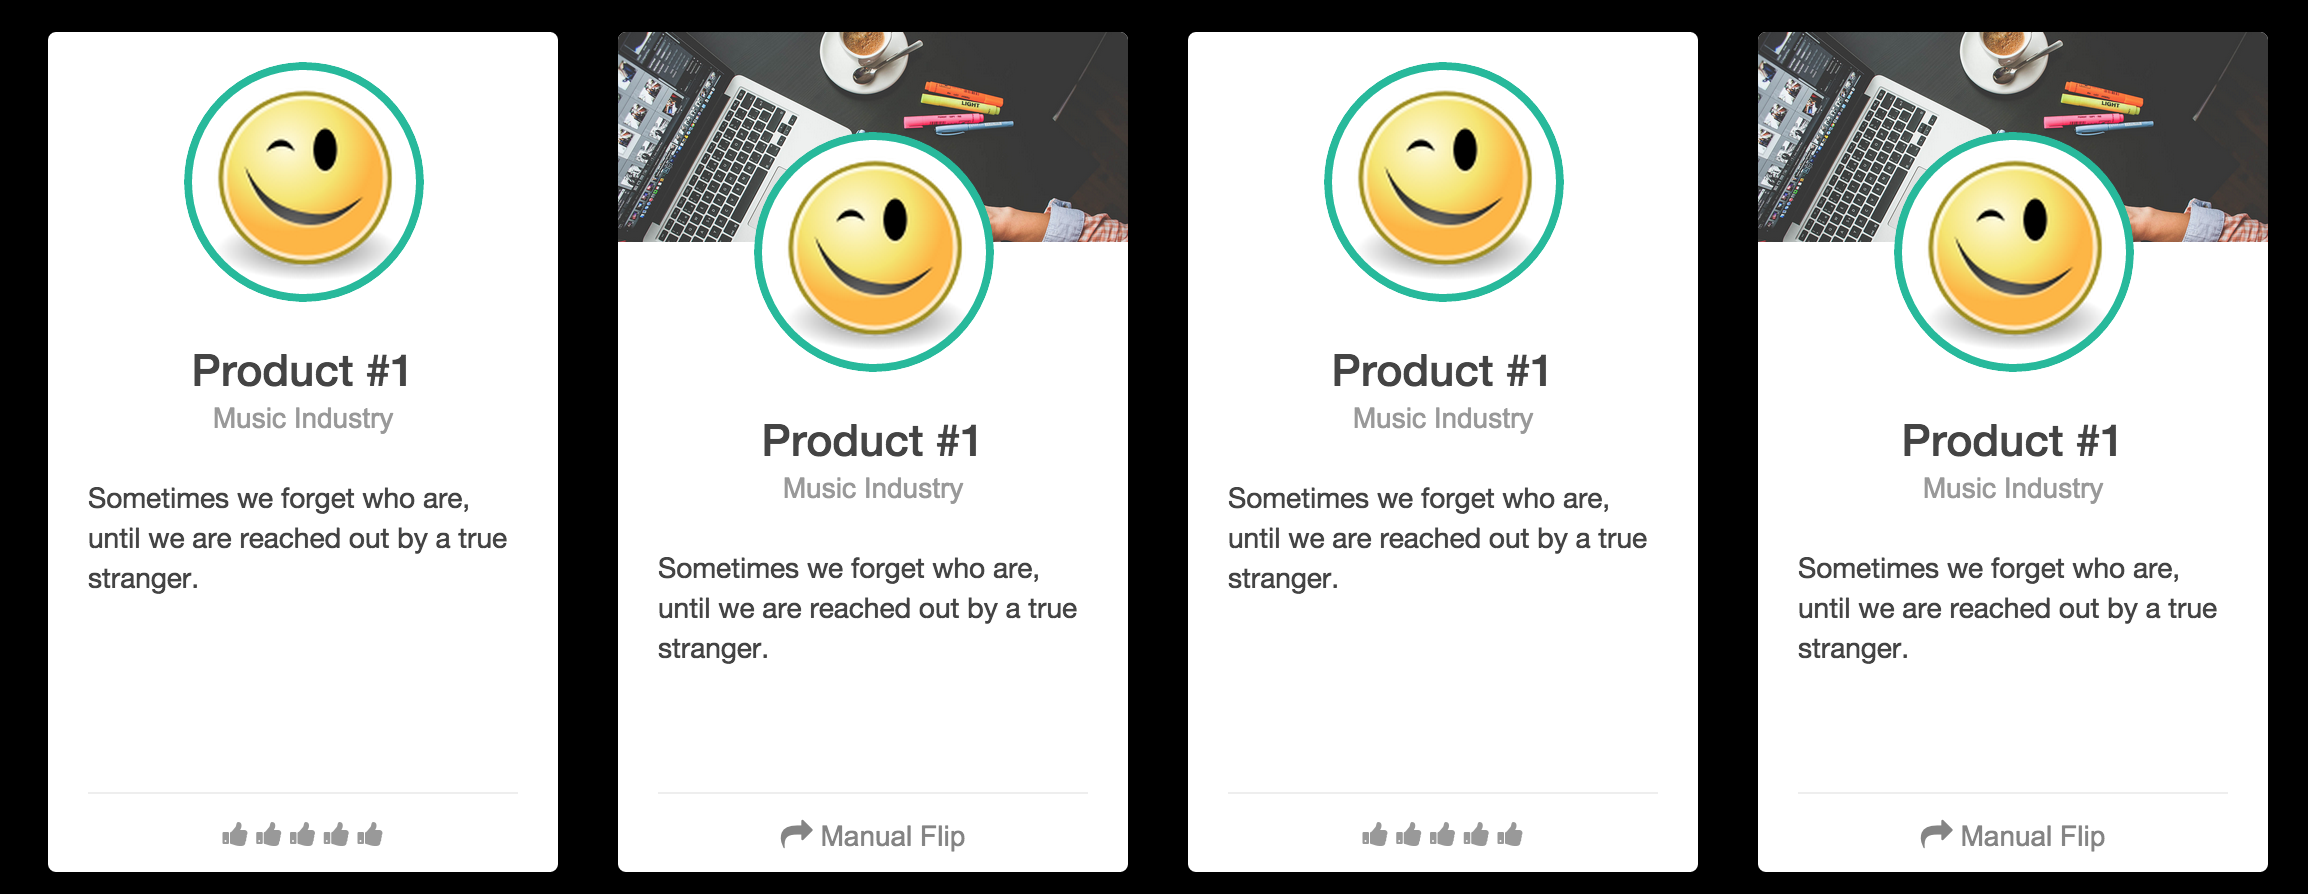 Product #1
Music Industry
Sometimes we forget who are,
until we are reached out by a true
stranger.
LIGHT
Product #1
Music Industry
Sometimes we forget who are,
until we are reached out by a true
stranger.
Manual Flip
Product #1
Music Industry
Sometimes we forget who are,
until we are reached out by a true
stranger.
LIGHT
Product #1
Music Industry
Sometimes we forget who are,
until we are reached out by a true
stranger.
Manual Flip